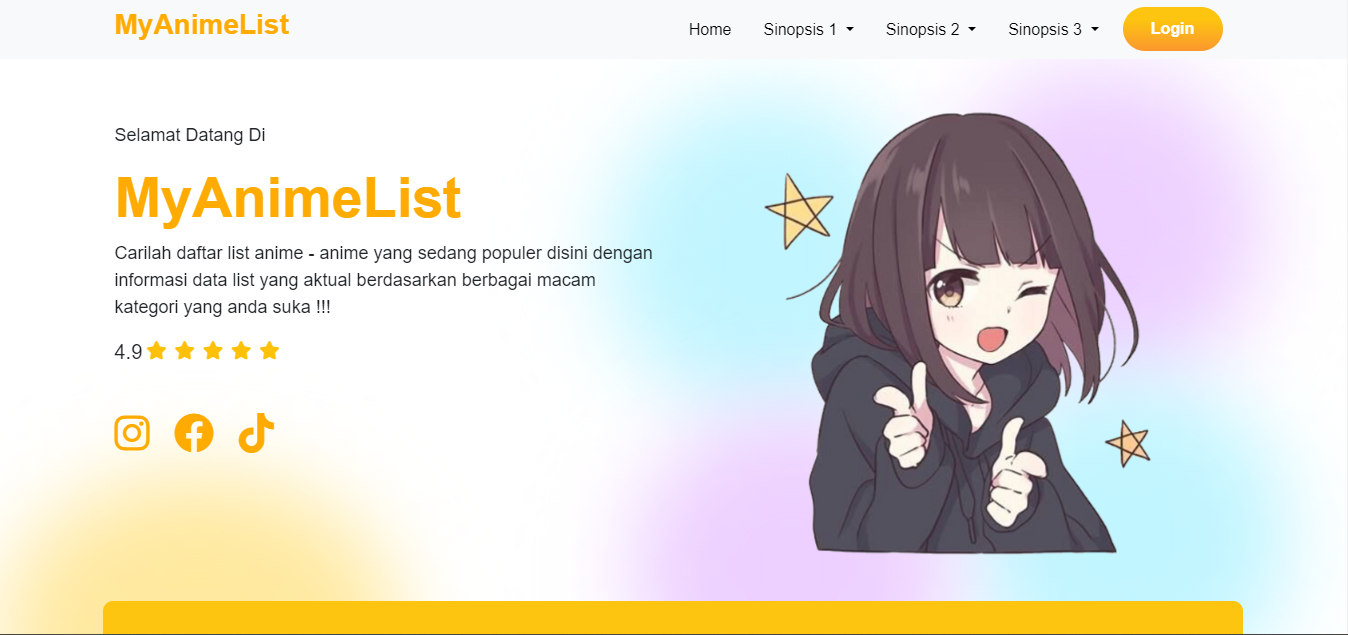 MyAnimeList
Home Sinopsis 1 Sinopsis 2 Sinopsis 3 Login
Selamat Datang Di
MyAnimeList
Carilah daftar list anime - anime yang sedang populer disini dengan
informasi data list yang aktual berdasarkan berbagai macam
kategori yang anda suka !!!
4.9